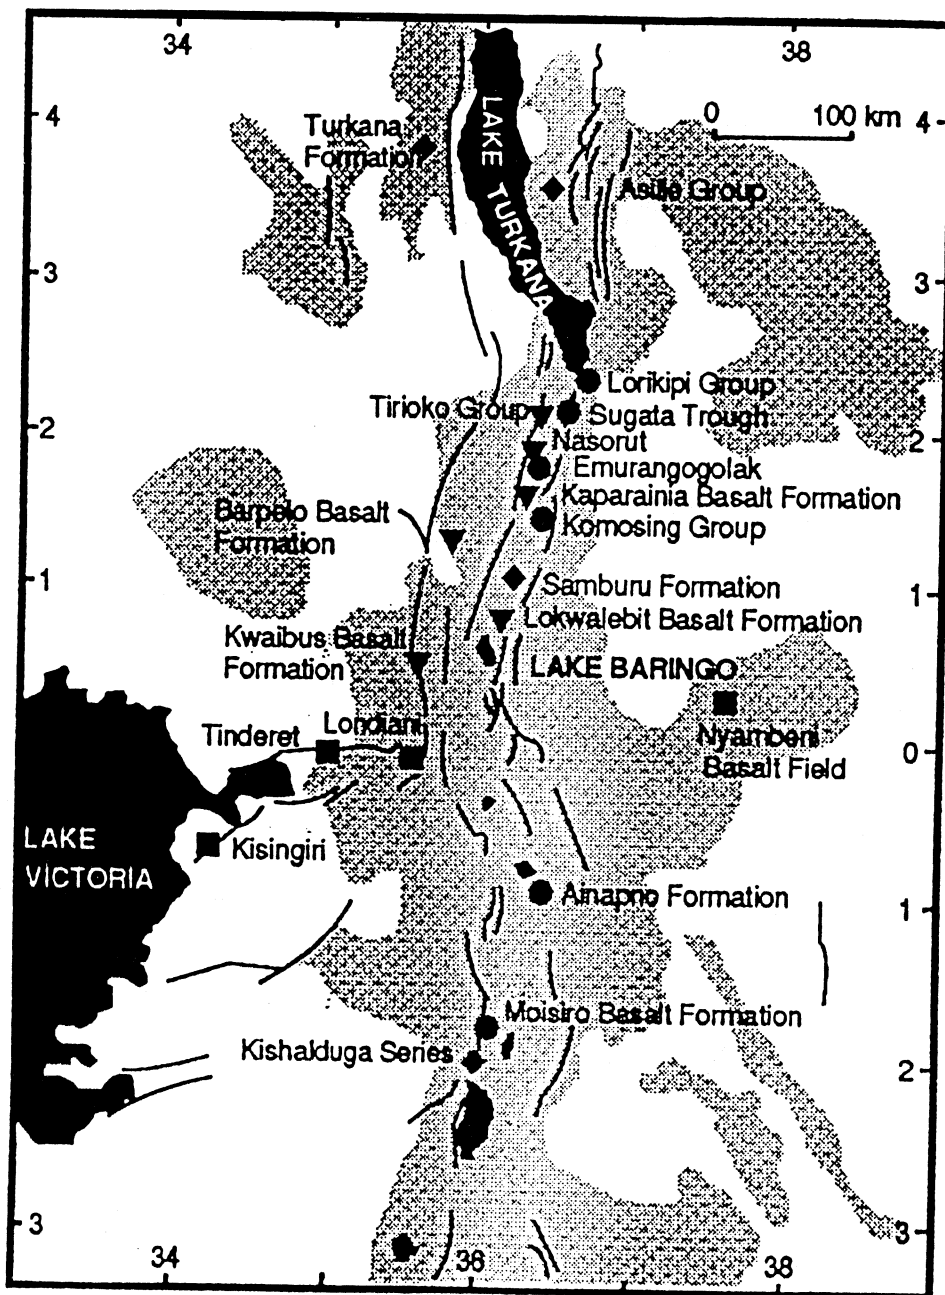 34
38
4
0
100 km
4
Turkana
Formation
LAKE TURKANA
Asille Group
3
3
Lorikipi Group
Tirioko Group
Sugata Trough
2
2
Nasorut
Emurangogolak
Kaparainia Basalt Formation
Barpelo Basalt
Formation
Komosing Group
1
Samburu Formation
1
Lokwalebit Basalt Formation
Kwaibus Basalt
Formation
LAKE BARINGO
Tinderet
Londiani
Nyambeni
Basalt Field
0
LAKE
VICTORIA
Kisingiri
Ainapno Formation
1
Moisiro Basalt Formation
Kishalduga Series
2
3
3
34
36
38